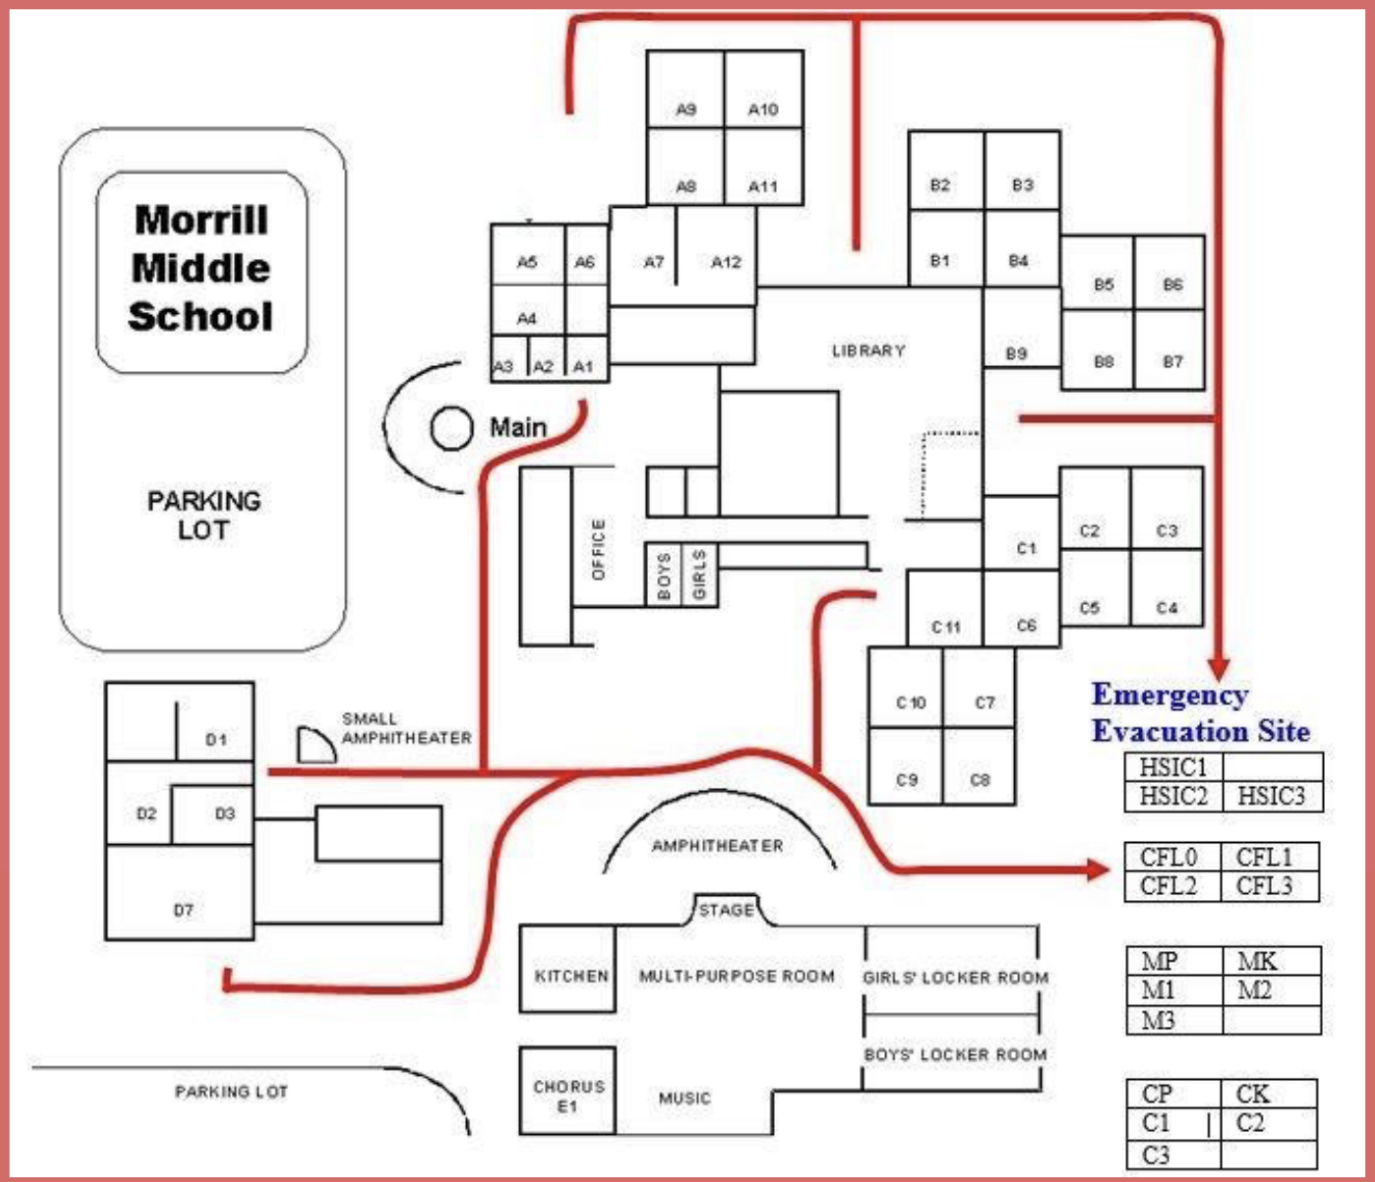 Morrill
Middle
School
PARKING
LOT
A9
A10
A8
A11
A5
A6
A7
A12
A4
A3
A2
A1
B2
B3
B1
B4
B5
B6
B8
B7
B9
LIBRARY
Main
OFFICE
BOYS
GIRLS
C1
C2
C3
C5
C4
C11
C6
C10
C7
C9
C8
D1
D2
D3
D7
SMALL
AMPHITHEATER
AMPHITHEATER
STAGE
KITCHEN
MULTI-PURPOSE ROOM
GIRLS' LOCKER ROOM
BOYS' LOCKER ROOM
CHORUS
E1
MUSIC
PARKING LOT
Emergency
Evacuation Site
HSIC1
HSIC2 HSIC3
CFL0 CFL1
CFL2 CFL3
MP MK
M1 M2
M3
CP CK
C1 | C2
C3